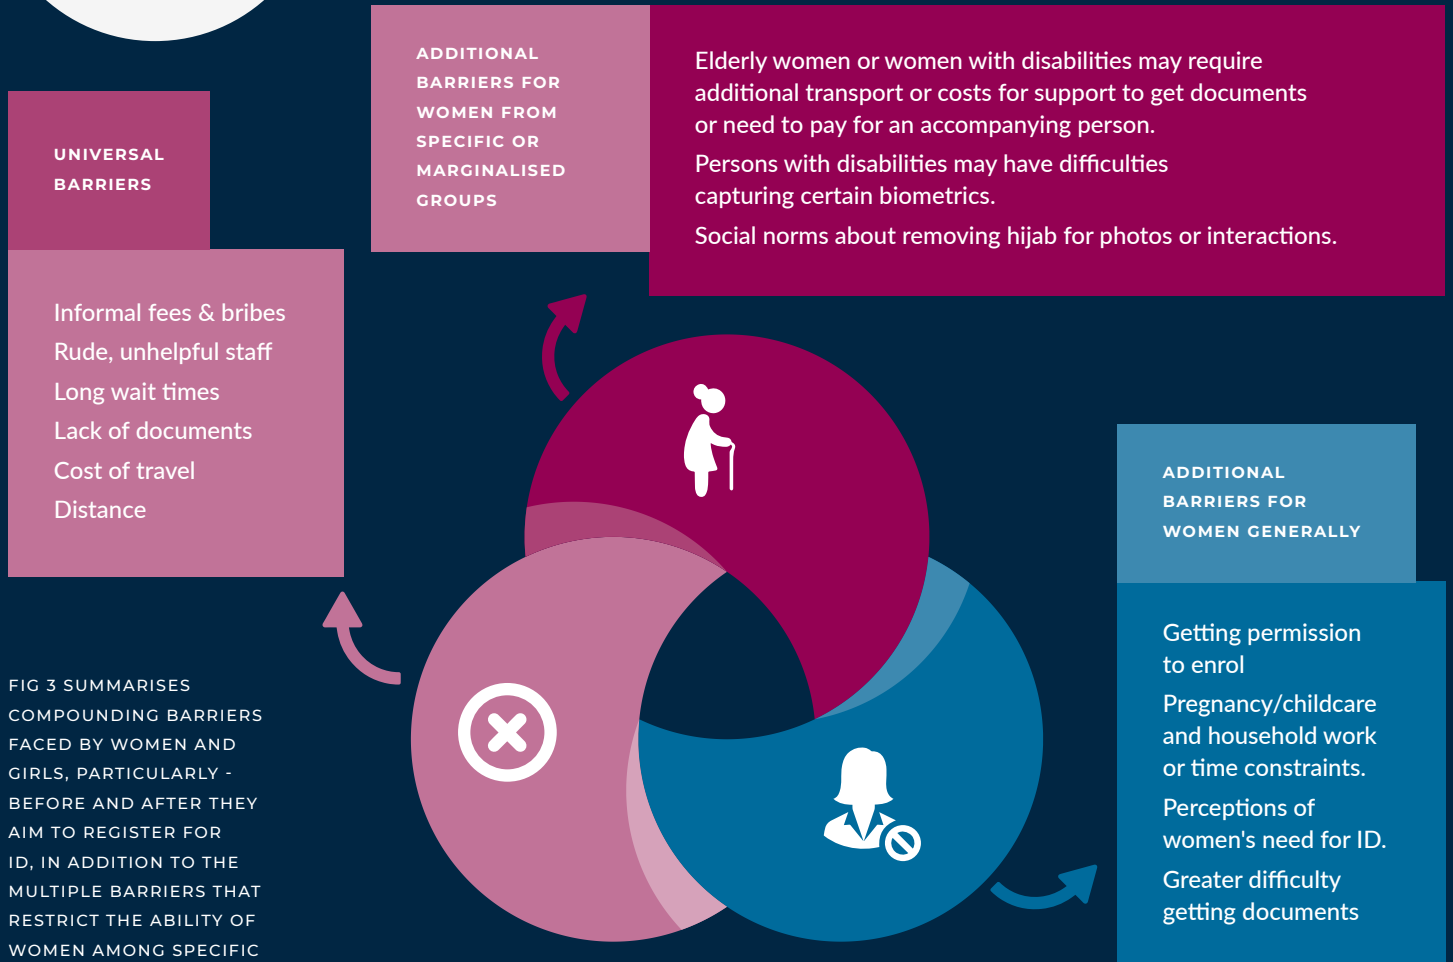 ADDITIONAL
BARRIERS FOR
WOMEN FROM
SPECIFIC OR
MARGINALISED
GROUPS
Elderly women or women with disabilities may require
additional transport or costs for support to get documents
or need to pay for an accompanying person.
Persons with disabilities may have difficulties
capturing certain biometrics.
Social norms about removing hijab for photos or interactions.
UNIVERSAL
BARRIERS
Informal fees & bribes
Rude, unhelpful staff
Long wait times
Lack of documents
Cost of travel
Distance
ADDITIONAL
BARRIERS FOR
WOMEN GENERALLY
Getting permission
to enrol
Pregnancy/childcare
and household work
or time constraints.
Perceptions of
women's need for ID.
Greater difficulty
getting documents
FIG 3 SUMMARISES
COMPOUNDING BARRIERS
FACED BY WOMEN AND
GIRLS, PARTICULARLY -
BEFORE AND AFTER THEY
AIM TO REGISTER FOR
ID, IN ADDITION TO THE
MULTIPLE BARRIERS THAT
RESTRICT THE ABILITY OF
WOMEN AMONG SPECIFIC